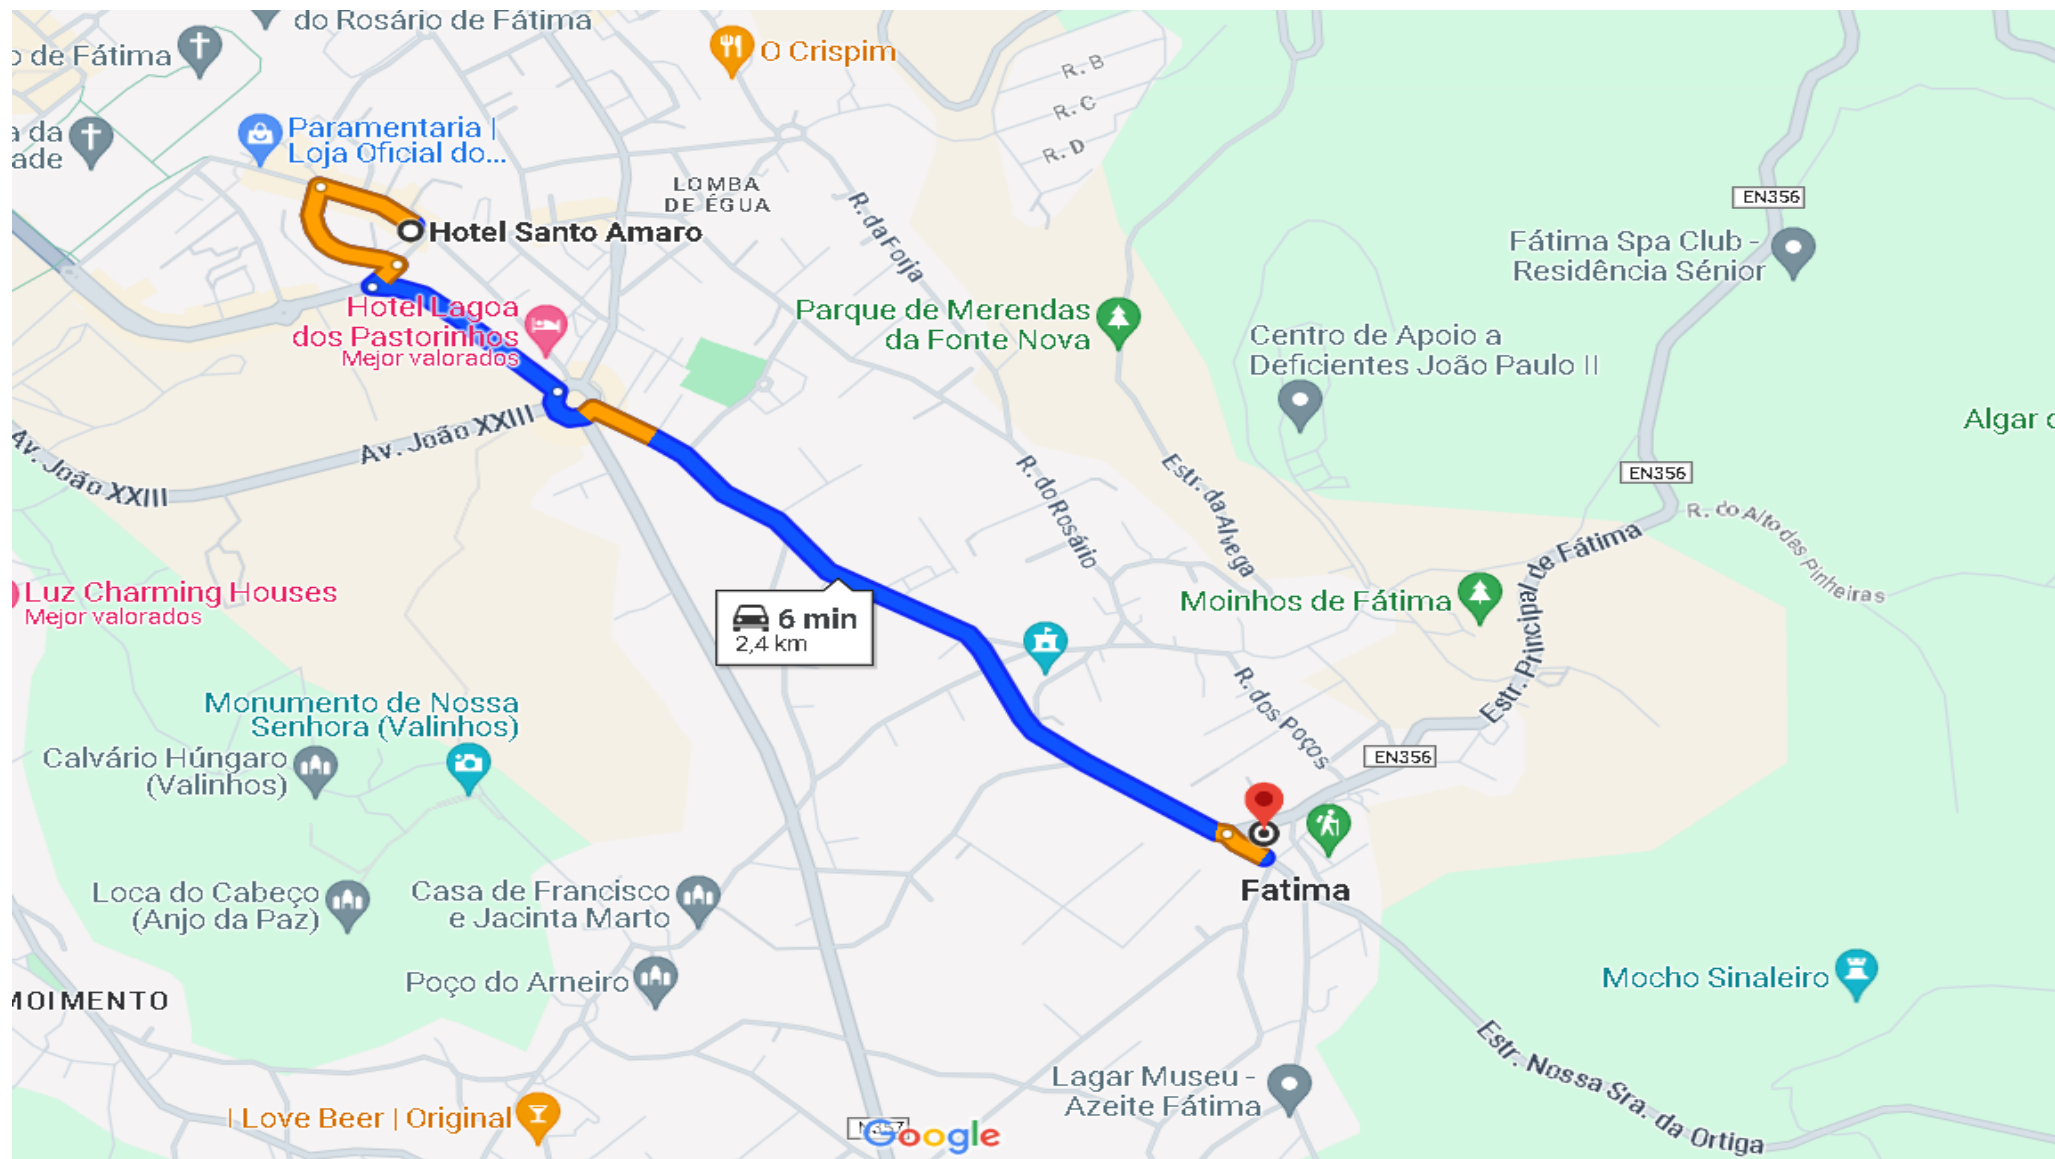 do Rosário de Fátima
o de Fátima
O Crispim
R. B
R. C
R. D
Paramentaria |
Loja Oficial do...
a da
ade
LOMBA
DE ÉGUA
EN356
R. da Forja
Hotel Santo Amaro
Fátima Spa Club -
Residência Sénior
Hotel Lagoa
dos Pastorinhos
Mejor valorados
Parque de Merendas
da Fonte Nova
Centro de Apoio a
Deficientes João Paulo II
Algar
Av. João XXIII
Av. João XXIII
R. do Rosário
Estr. da Alvega
EN356
R. do Alto das Pinheiras
Luz Charming Houses
Mejor valorados
6 min
2,4 km
Moinhos de Fátima
Estr. Principal de Fátima
Monumento de Nossa
Senhora (Valinhos)
R. dos Poços
Calvário Húngaro
(Valinhos)
EN356
Loca do Cabeço
(Anjo da Paz)
Casa de Francisco
e Jacinta Marto
Fatima
Poço do Arneiro
Mocho Sinaleiro
MOIMENTO
Estr. Nossa Sra. da Ortiga
Lagar Museu -
Azeite Fátima
I Love Beer | Original
Google